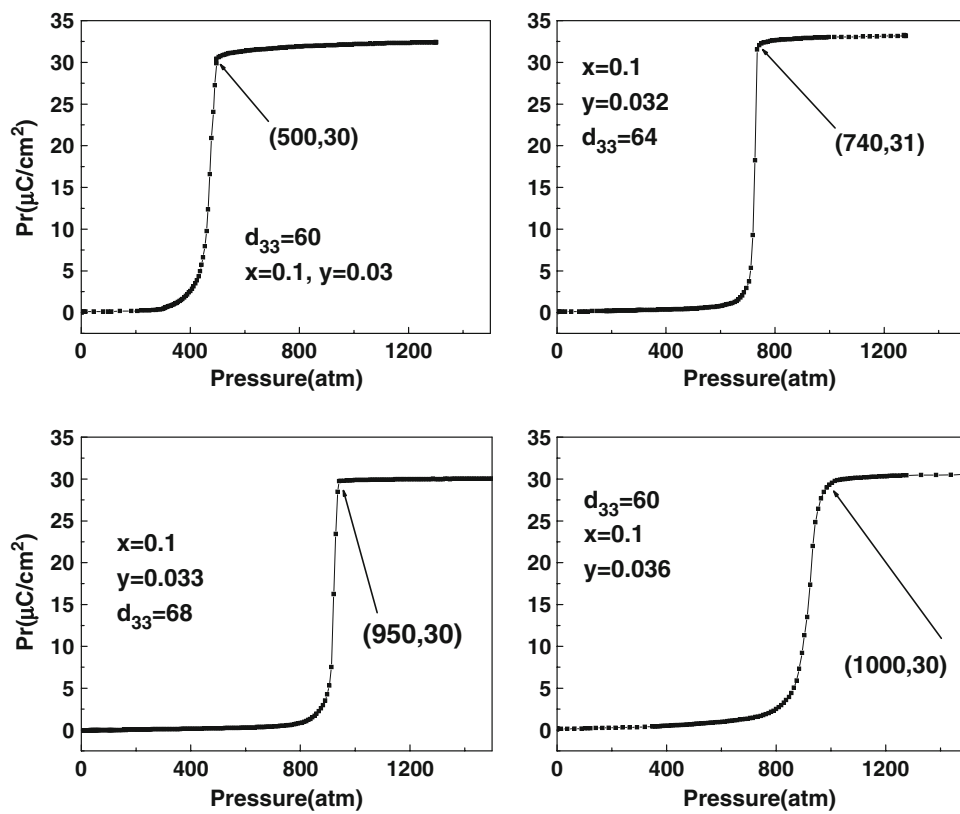 35
30
25
20
15
10
5
0
Pr(μC/cm²)
(500,30)
d₃₃=60
x=0.1, y=0.03
0 400 800 1200
Pressure(atm)
35
30
25
20
15
10
5
0
x=0.1
y=0.032
d₃₃=64
(740,31)
0 400 800 1200
Pressure(atm)
35
30
25
20
15
10
5
0
Pr(μC/cm²)
x=0.1
y=0.033
d₃₃=68
(950,30)
0 400 800 1200
Pressure(atm)
35
30
25
20
15
10
5
0
d₃₃=60
x=0.1
y=0.036
(1000,30)
0 400 800 1200
Pressure(atm)